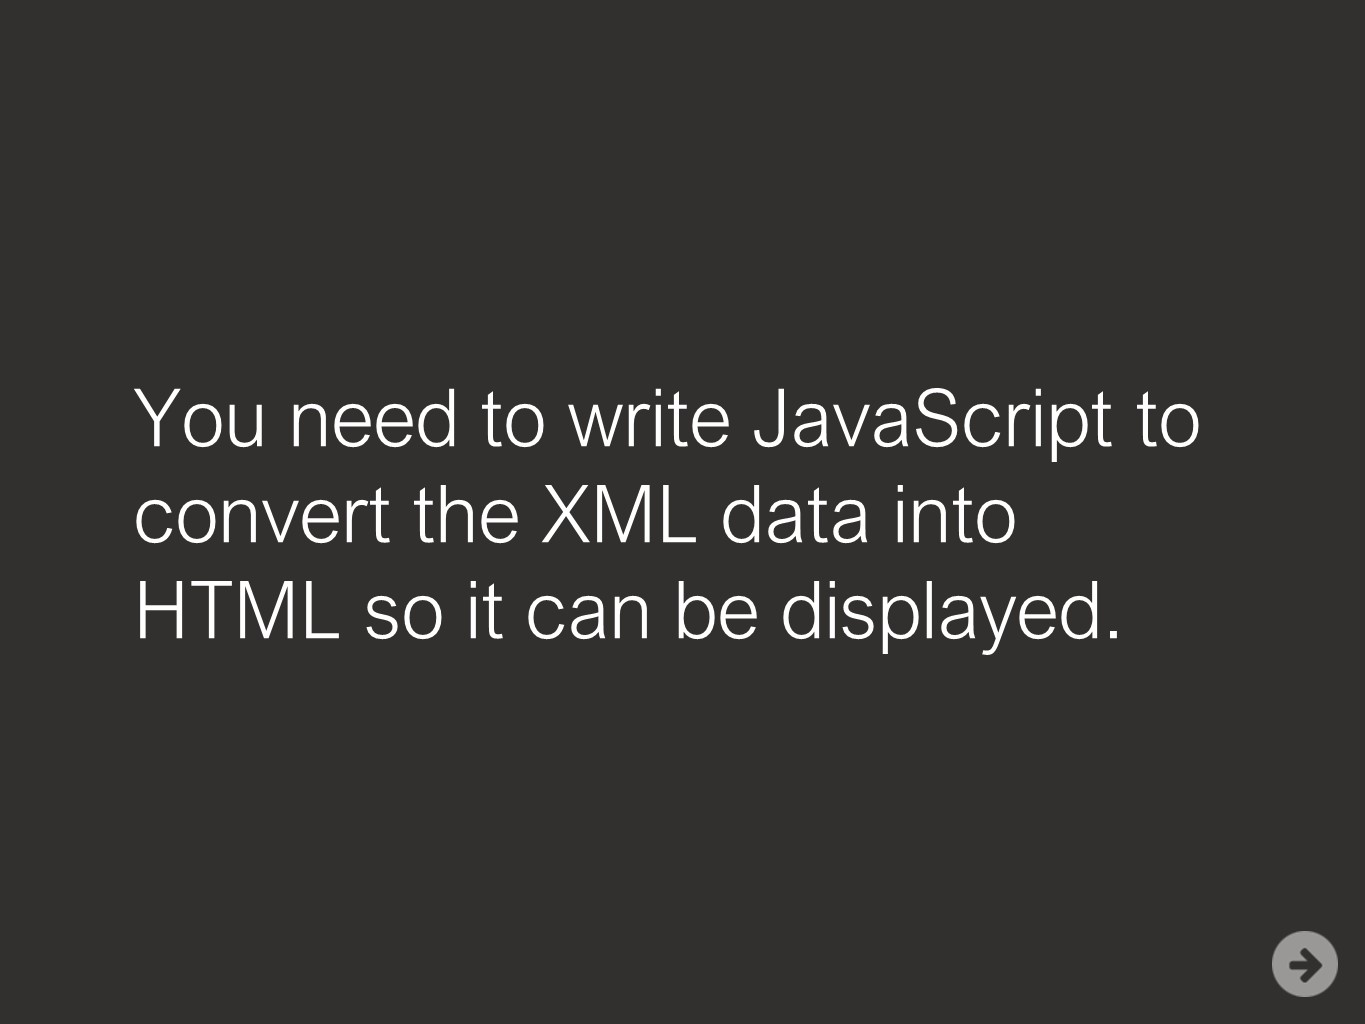 You need to write JavaScript to
convert the XML data into
HTML so it can be displayed.